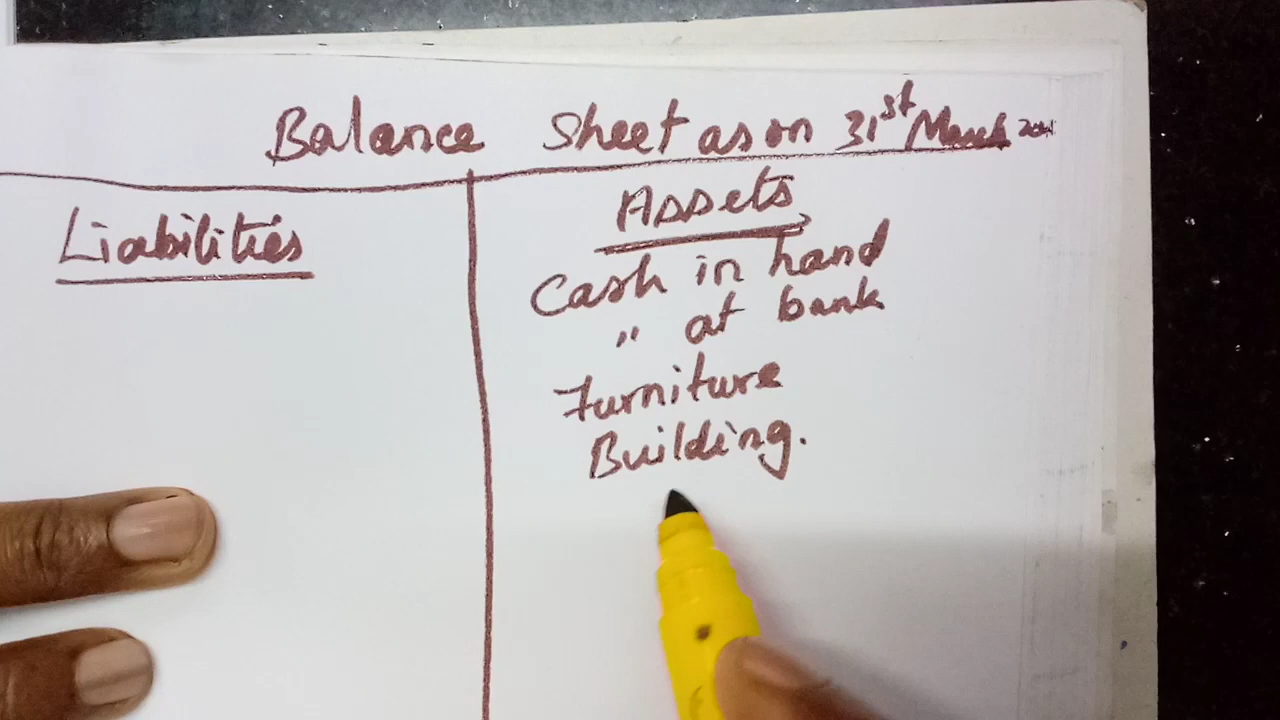 Balance Sheet as on 31st March
Liabilities
Assets
Cash in hand
" at bank
Furniture
Building.